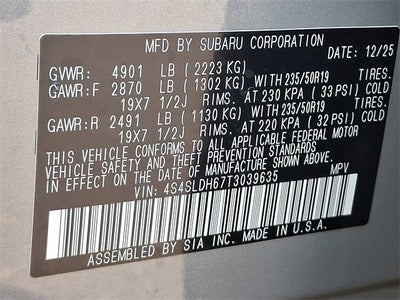 MFD BY SUBARU CORPORATION
DATE: 12/25
GVWR: 4901 LB (2223 KG)
GAWR:F 2870 LB (1302 KG) WITH 235/50R19 TIRES.
19X7 1/2J RIMS. AT 230 KPA (33 PSI) COLD
GAWR:R 2491 LB (1130 KG) WITH 235/50R19 TIRES.
19X7 1/2J RIMS. AT 220 KPA (32 PSI) COLD
THIS VEHICLE CONFORMS TO ALL APPLICABLE FEDERAL MOTOR
VEHICLE SAFETY AND THEFT PREVENTION STANDARDS
IN EFFECT ON THE DATE OF MANUFACTURE SHOWN ABOVE.
VIN: 4S4SLDH67T3039635 MPV
ASSEMBLED BY SIA INC. MADE IN U.S.A.